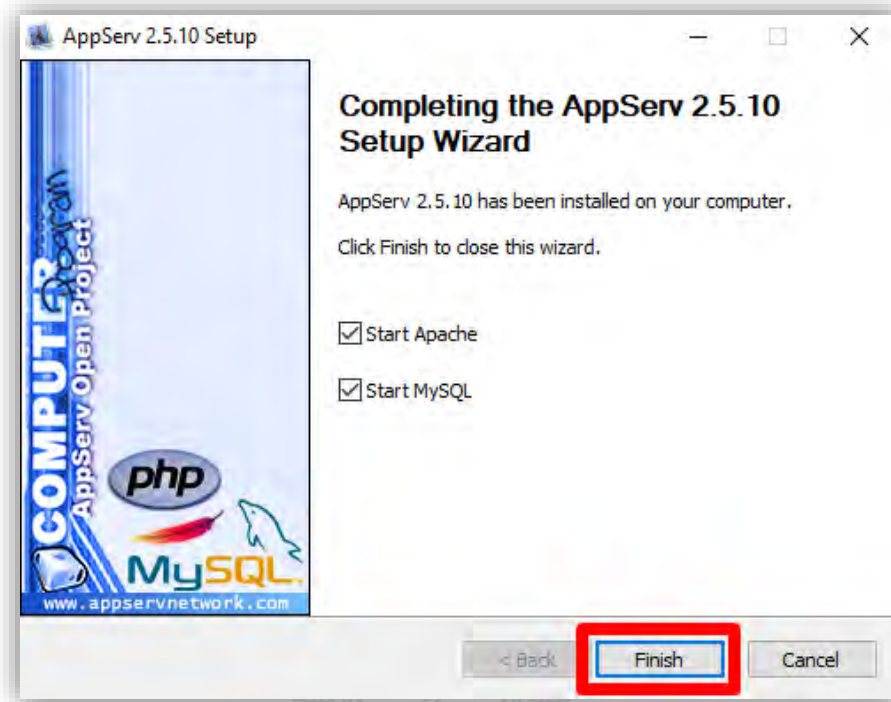 AppServ 2.5.10 Setup
Completing the AppServ 2.5.10
Setup Wizard
AppServ 2.5.10 has been installed on your computer.
Click Finish to close this wizard.
Start Apache
Start MySQL
COMPUTER
Program
AppServ Open Project
php
MySQL
www.appservnetwork.com
< Back
Finish
Cancel